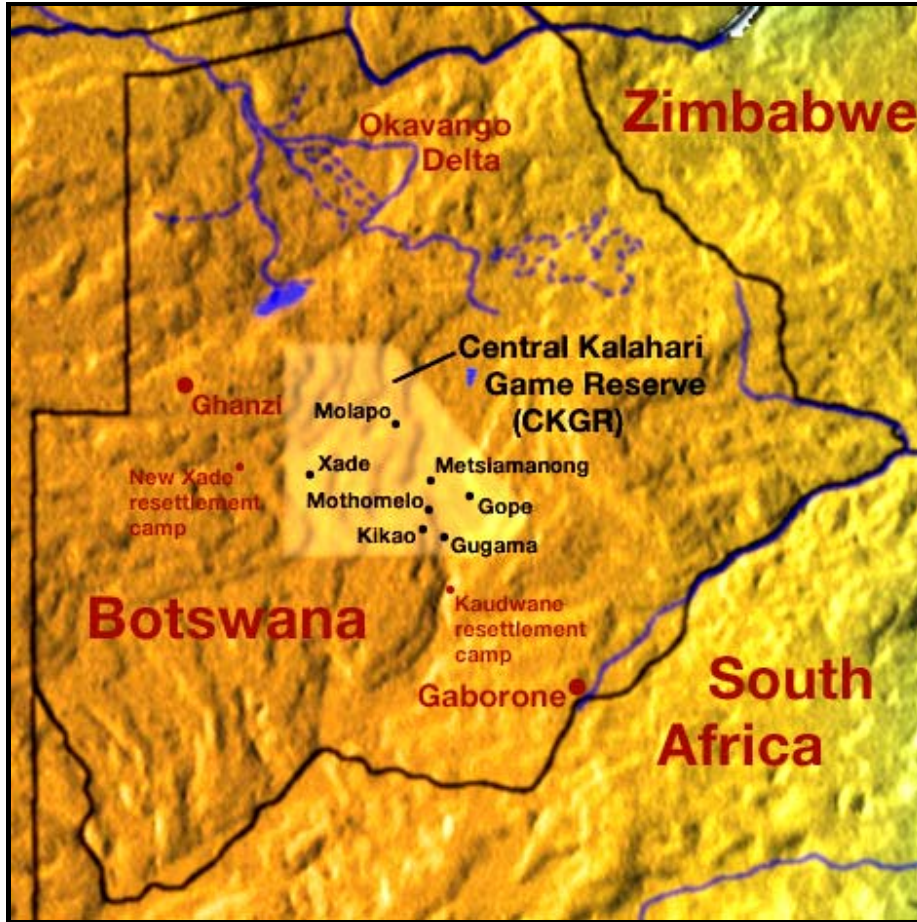 Zimbabwe
Okavango
Delta
Central Kalahari
Game Reserve
(CKGR)
Ghanzi
Molapo
Xade
Metsiamanong
New Xade
resettlement
camp
Mothomelo
Gope
Kikao
Gugama
Botswana
Kaudwane
resettlement
camp
Gaborone
South
Africa